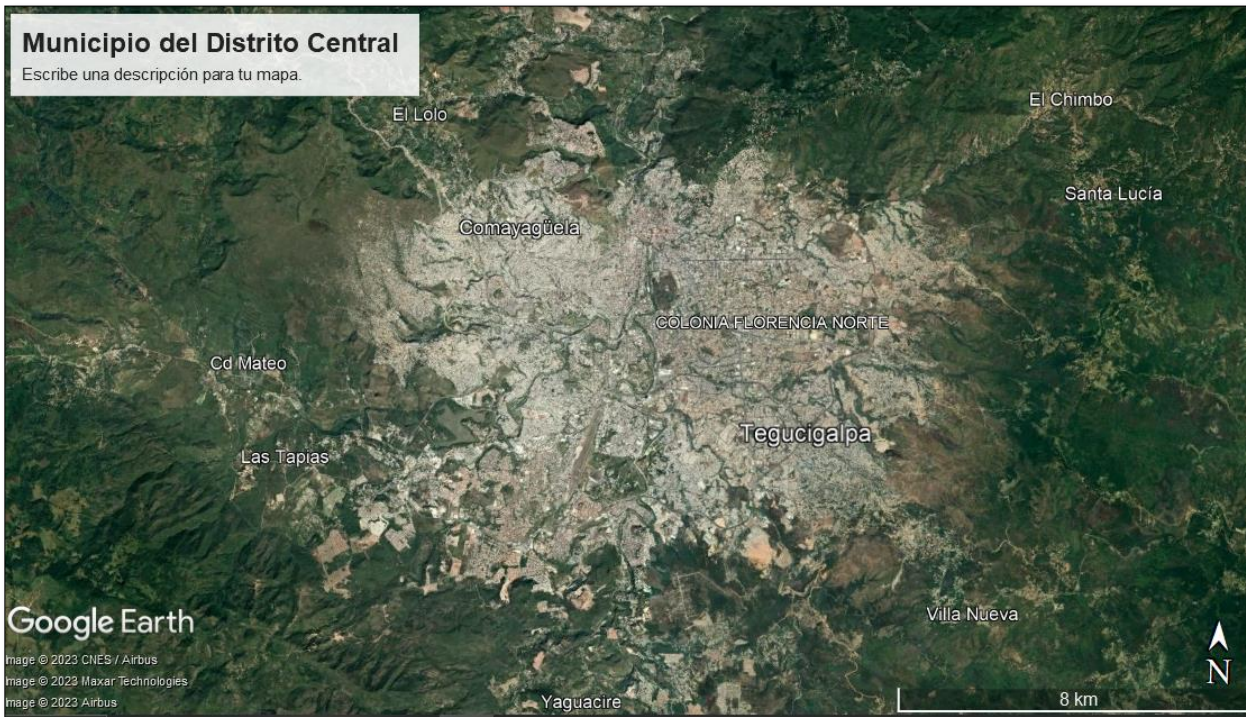 Municipio del Distrito Central
Escribe una descripción para tu mapa.
El Lolo
El Chimbo
Santa Lucía
Comayagüela
COLONIA FLORENCIA NORTE
Cd Mateo
Tegucigalpa
Las Tapias
Villa Nueva
Google Earth
Image © 2023 CNES / Airbus
Image © 2023 Maxar Technologies
Image © 2023 Airbus
Yaguacire
N
8 km